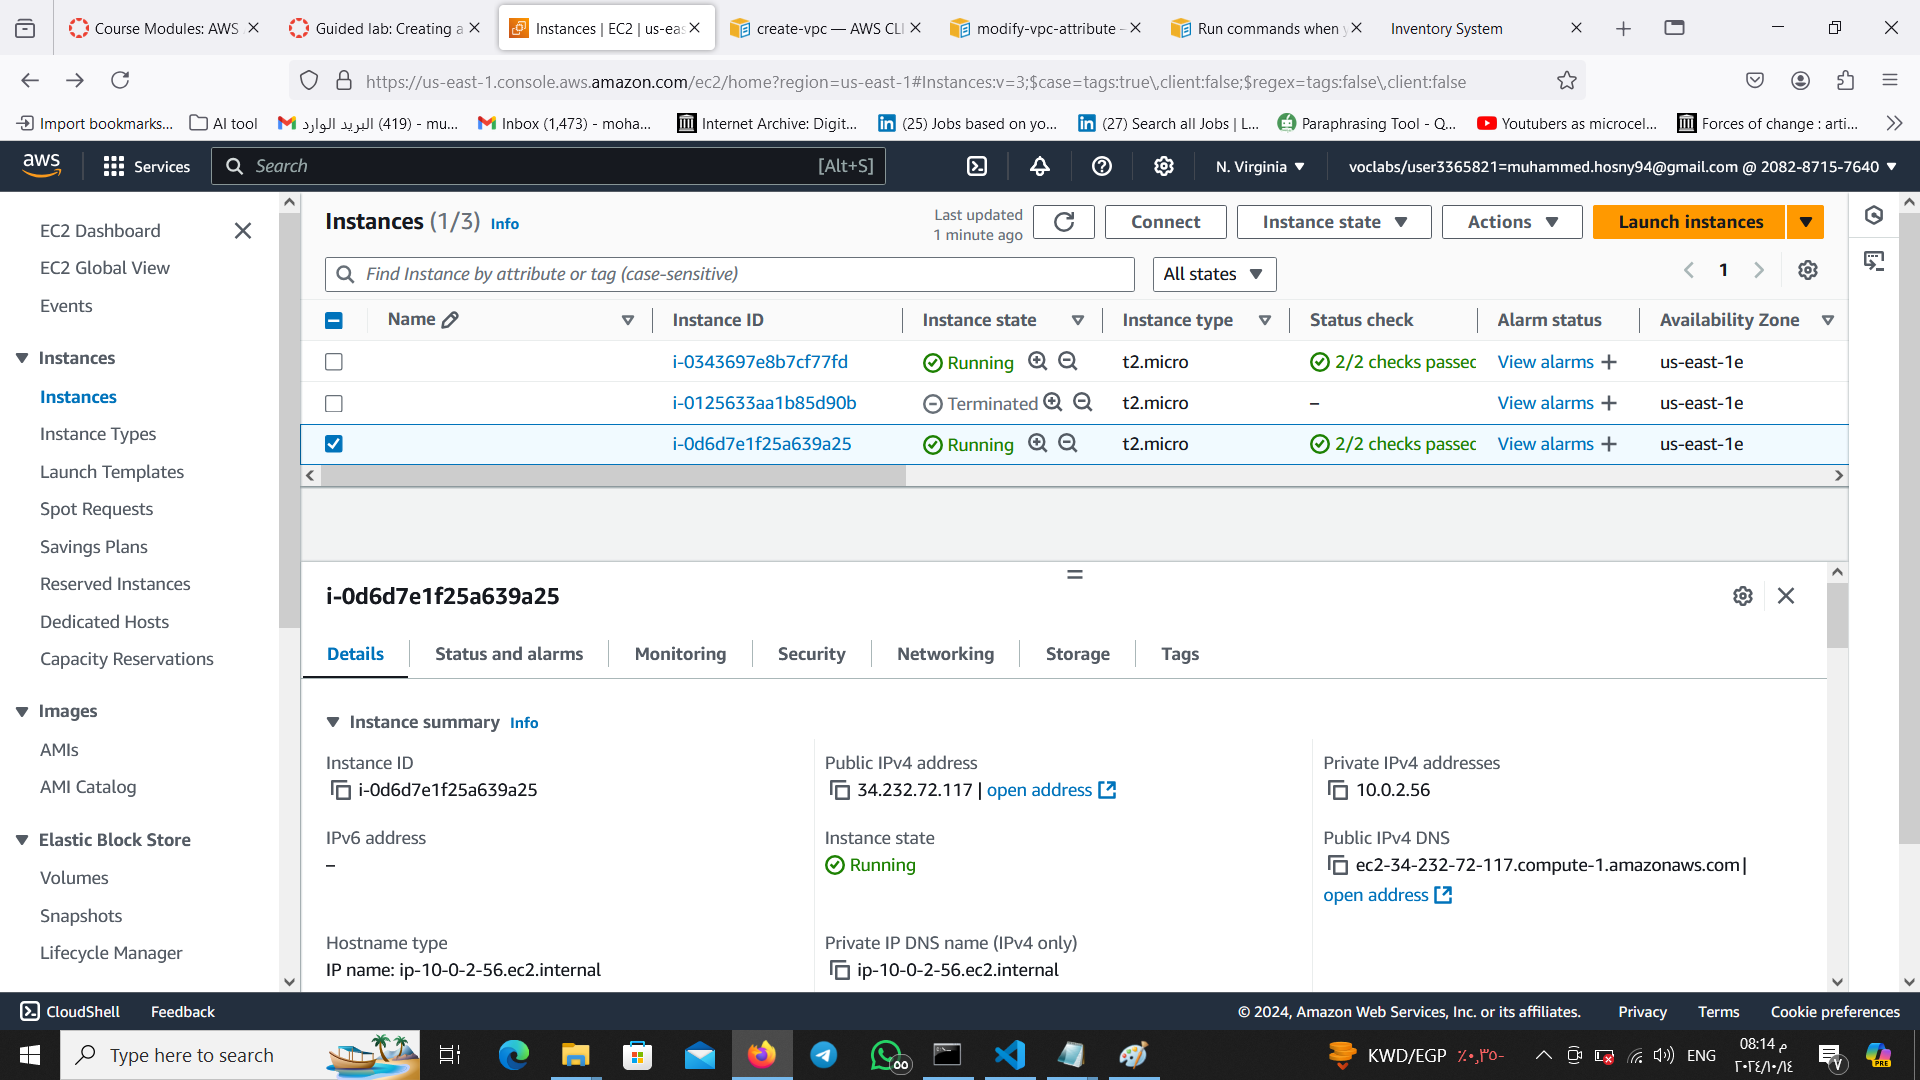 Course Modules: AWS
Guided lab: Creating a
Instances | EC2 | us-eas
create-vpc — AWS CLI
modify-vpc-attribute -
Run commands when y
Inventory System
https://us-east-1.console.aws.amazon.com/ec2/home?region=us-east-1#Instances:v=3;$case=tags:true\,client:false;$regex=tags:false\,client:false
Import bookmarks...
AI tool
البريد الوارد (419) - mu...
Inbox (1,473) - moha...
Internet Archive: Digit...
(25) Jobs based on yo...
(27) Search all Jobs | L...
Paraphrasing Tool - Q...
Youtubers as microcel...
Forces of change : arti...
aws
Services
Search
[Alt+S]
N. Virginia
voclabs/user3365821=muhammed.hosny94@gmail.com @ 2082-8715-7640
EC2 Dashboard
EC2 Global View
Events
Instances
Instances
Instance Types
Launch Templates
Spot Requests
Savings Plans
Reserved Instances
Dedicated Hosts
Capacity Reservations
Images
AMIs
AMI Catalog
Elastic Block Store
Volumes
Snapshots
Lifecycle Manager
Instances (1/3) Info
Last updated
1 minute ago
Connect
Instance state
Actions
Launch instances
Find Instance by attribute or tag (case-sensitive)
All states
1
Name Instance ID Instance state Instance type Status check Alarm status Availability Zone
i-0343697e8b7cf77fd Running t2.micro 2/2 checks passec View alarms + us-east-1e
i-0125633aa1b85d90b Terminated t2.micro – View alarms + us-east-1e
i-0d6d7e1f25a639a25 Running t2.micro 2/2 checks passec View alarms + us-east-1e
i-0d6d7e1f25a639a25
Details
Status and alarms
Monitoring
Security
Networking
Storage
Tags
Instance summary Info
Instance ID
i-0d6d7e1f25a639a25
Public IPv4 address
34.232.72.117 | open address
Private IPv4 addresses
10.0.2.56
IPv6 address
–
Instance state
Running
Public IPv4 DNS
ec2-34-232-72-117.compute-1.amazonaws.com |
open address
Hostname type
IP name: ip-10-0-2-56.ec2.internal
Private IP DNS name (IPv4 only)
ip-10-0-2-56.ec2.internal
CloudShell
Feedback
© 2024, Amazon Web Services, Inc. or its affiliates.
Privacy
Terms
Cookie preferences
Type here to search
KWD/EGP ٪٠,٣٥-
ENG
08:14 م
٢٠٢٤/١٠/١٤
V
PRE